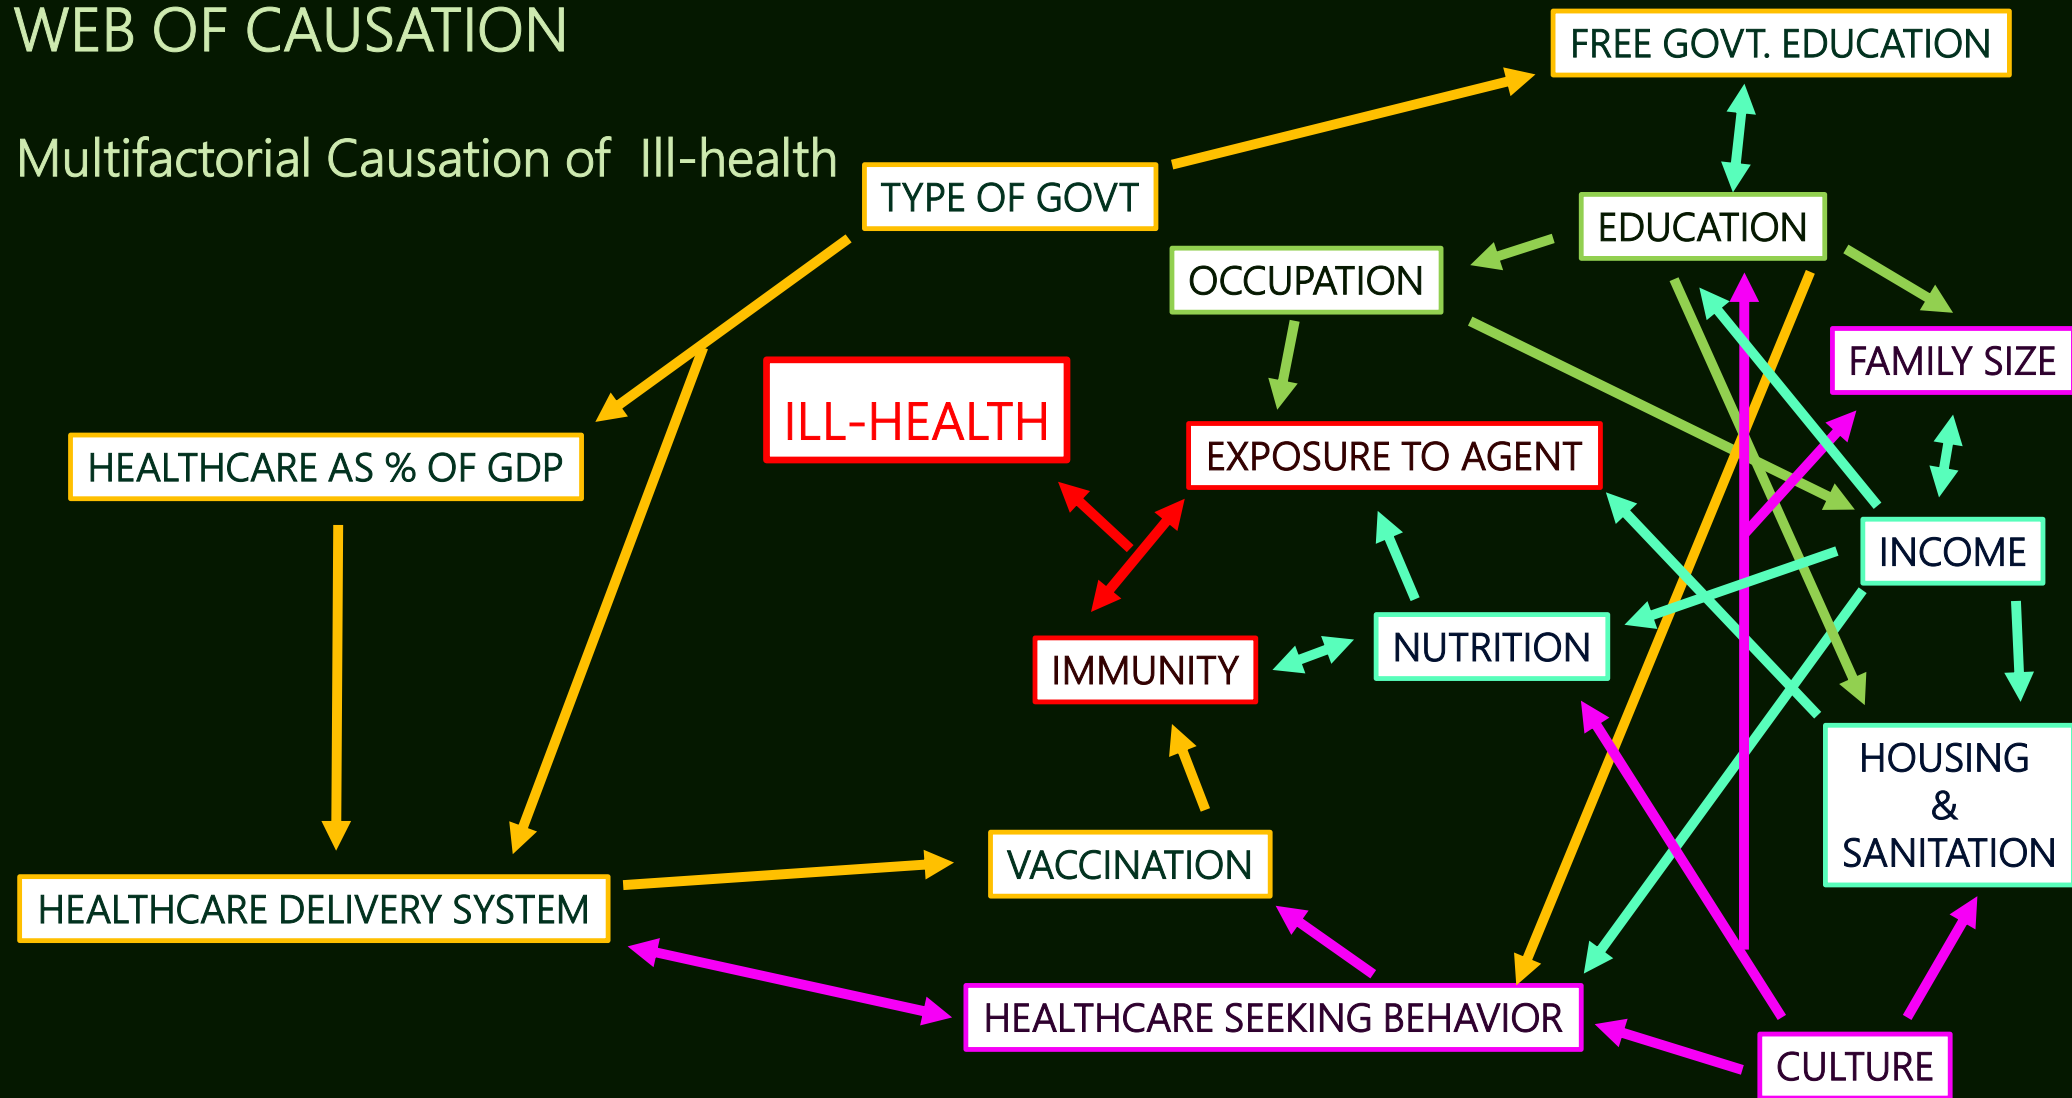 WEB OF CAUSATION
Multifactorial Causation of Ill-health
FREE GOVT. EDUCATION
TYPE OF GOVT
EDUCATION
OCCUPATION
FAMILY SIZE
ILL-HEALTH
EXPOSURE TO AGENT
HEALTHCARE AS % OF GDP
INCOME
NUTRITION
IMMUNITY
HOUSING
&
SANITATION
VACCINATION
HEALTHCARE DELIVERY SYSTEM
HEALTHCARE SEEKING BEHAVIOR
CULTURE